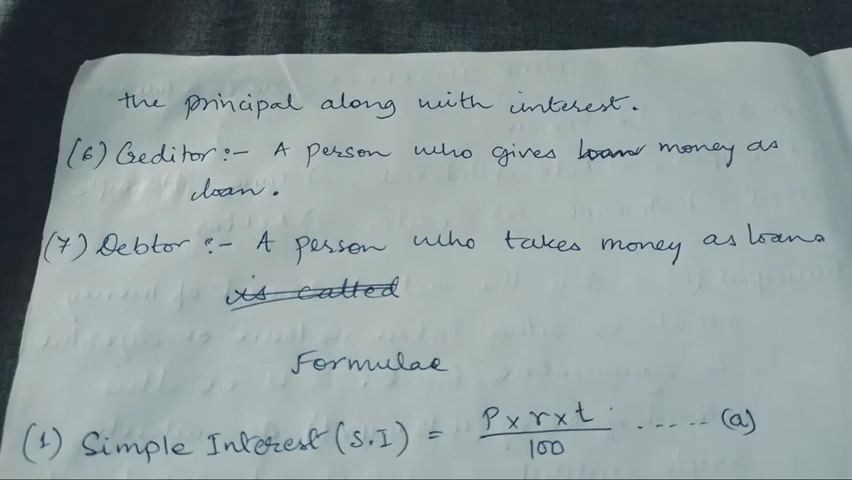 the principal along with interest.
(6) Creditor :- A person who gives loan money as
loan.
(7) Debtor :- A person who takes money as loan.
is called
Formulae
(1) Simple Interest (S.I) = P x r x t / 100 ...... (a)